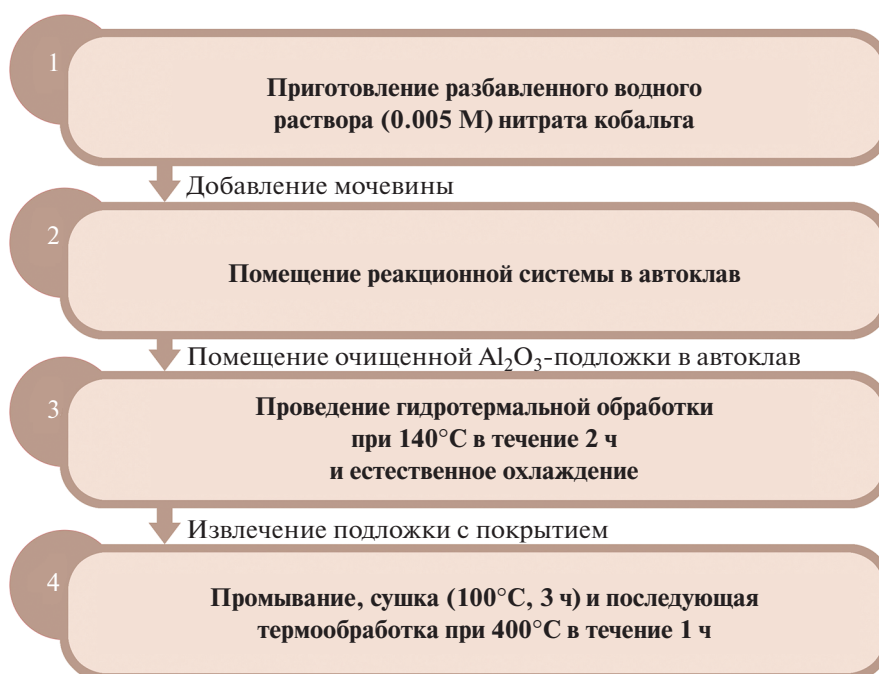 1
Приготовление разбавленного водного
раствора (0.005 М) нитрата кобальта
Добавление мочевины
2
Помещение реакционной системы в автоклав
Помещение очищенной Al₂O₃-подложки в автоклав
3
Проведение гидротермальной обработки
при 140°C в течение 2 ч
и естественное охлаждение
Извлечение подложки с покрытием
4
Промывание, сушка (100°C, 3 ч) и последующая
термообработка при 400°C в течение 1 ч